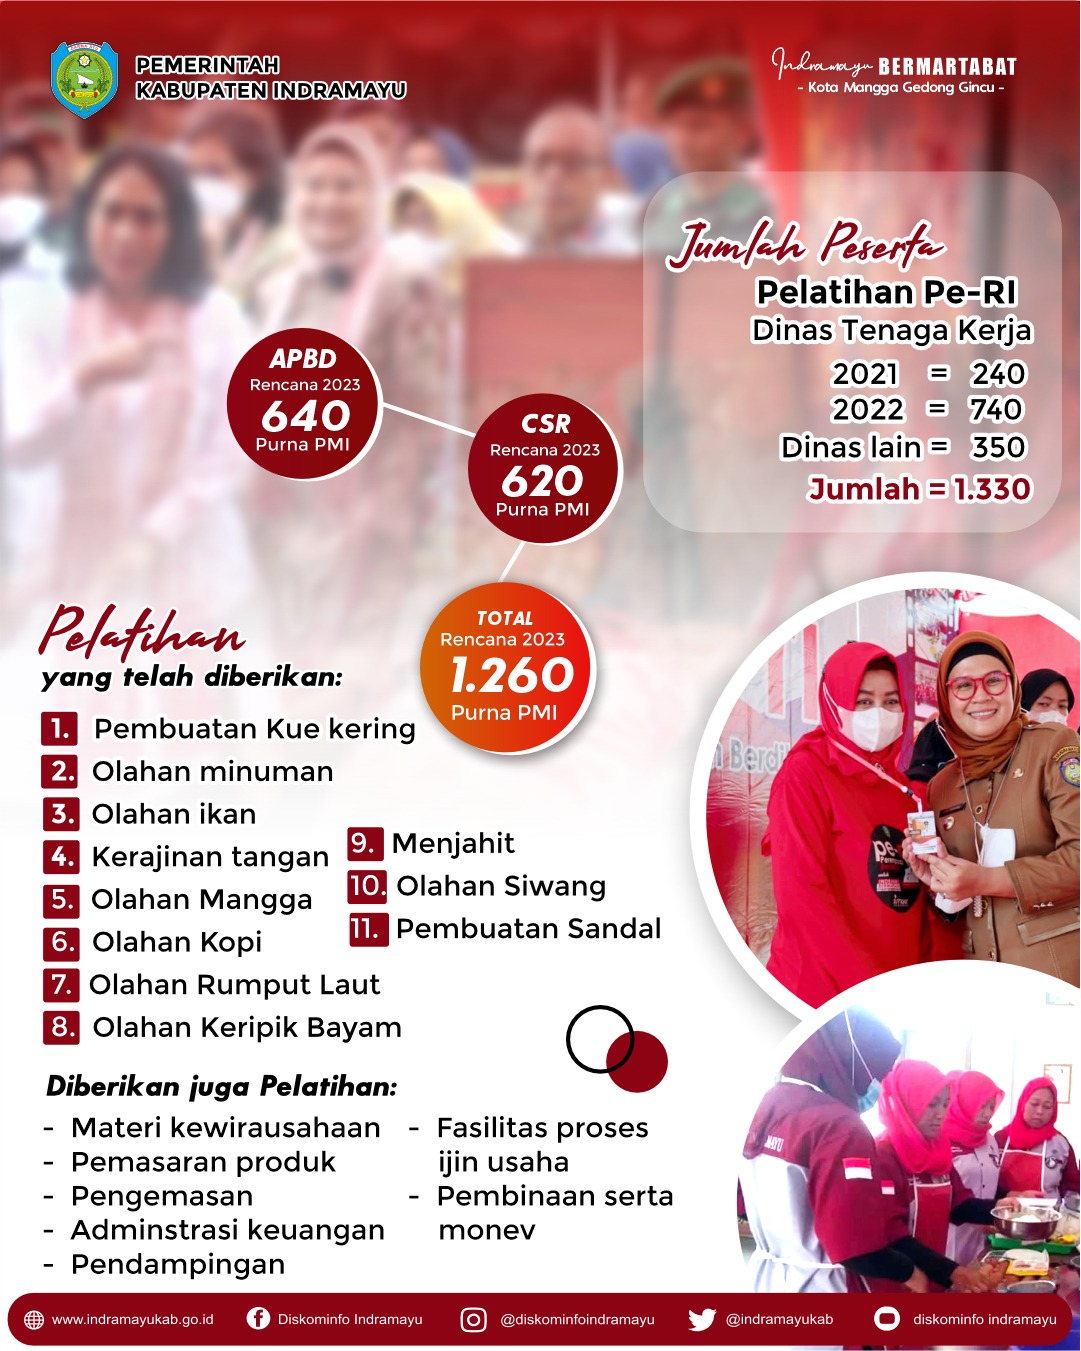 PEMERINTAH
KABUPATEN INDRAMAYU
Indramayu BERMARTABAT
- Kota Mangga Gedong Gincu -
Jumlah Peserta
Pelatihan Pe-RI
Dinas Tenaga Kerja
2021 = 240
2022 = 740
Dinas lain = 350
Jumlah = 1.330
APBD
Rencana 2023
640
Purna PMI
CSR
Rencana 2023
620
Purna PMI
TOTAL
Rencana 2023
1.260
Purna PMI
Pelatihan
yang telah diberikan:
1. Pembuatan Kue kering
2. Olahan minuman
3. Olahan ikan
4. Kerajinan tangan
5. Olahan Mangga
6. Olahan Kopi
7. Olahan Rumput Laut
8. Olahan Keripik Bayam
9. Menjahit
10. Olahan Siwang
11. Pembuatan Sandal
Diberikan juga Pelatihan:
- Materi kewirausahaan
- Pemasaran produk
- Pengemasan
- Adminstrasi keuangan
- Pendampingan
- Fasilitas proses
ijin usaha
- Pembinaan serta
monev
www.indramayukab.go.id
Diskominfo Indramayu
@diskominfoindramayu
@indramayukab
diskominfo indramayu